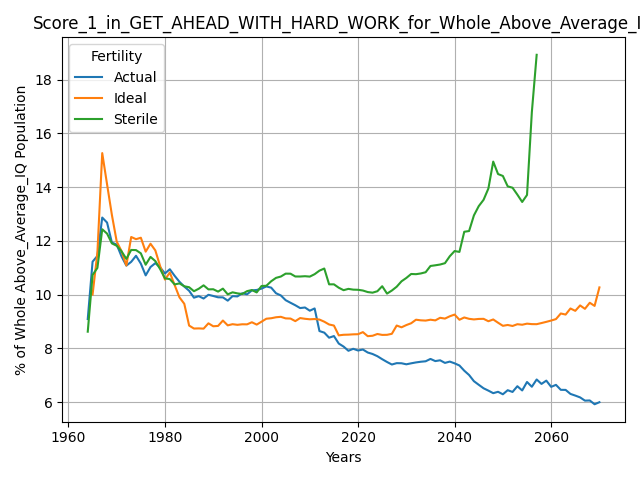 Score_1_in_GET_AHEAD_WITH_HARD_WORK_for_Whole_Above_Average_I
Fertility
Actual
Ideal
Sterile
% of Whole Above_Average_IQ Population
18
16
14
12
10
8
6
1960
1980
2000
2020
2040
2060
Years